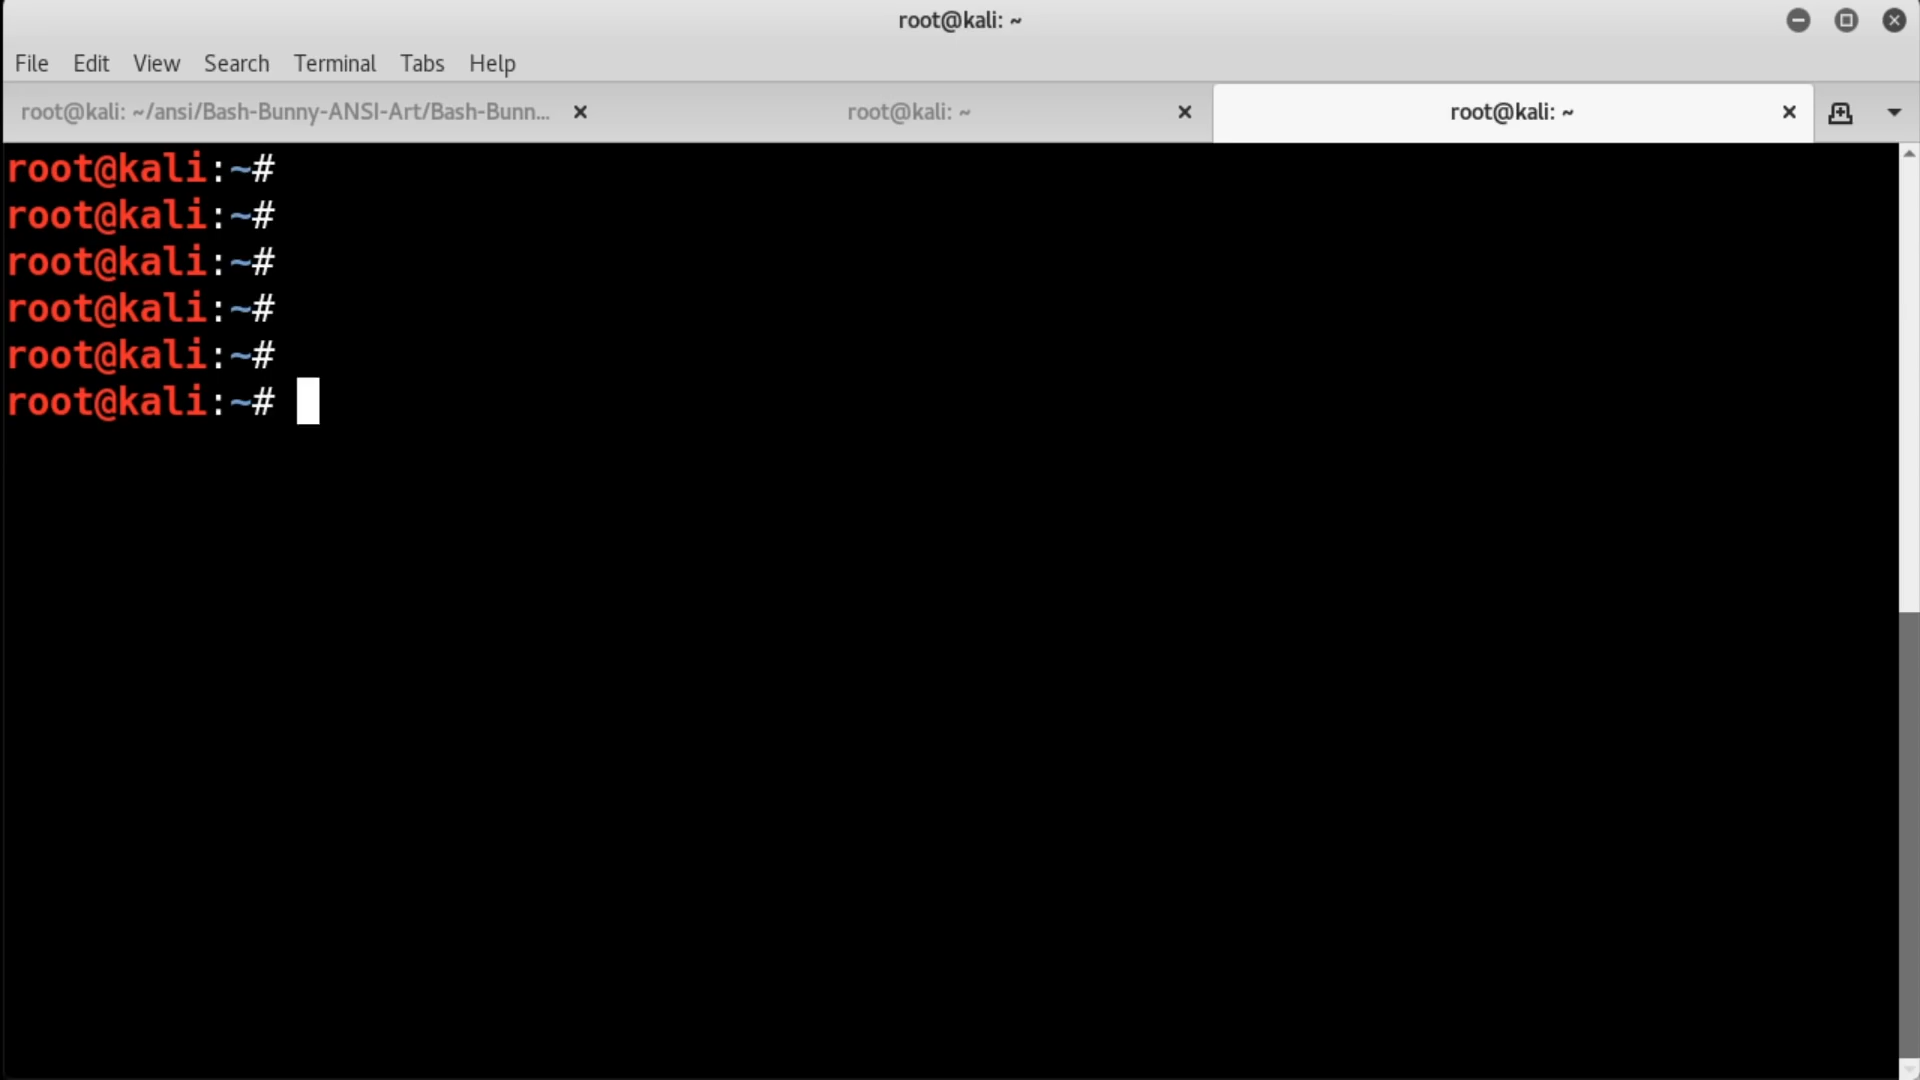 root@kali: ~
File Edit View Search Terminal Tabs Help
root@kali: ~/ansi/Bash-Bunny-ANSI-Art/Bash-Bunn... root@kali: ~ root@kali: ~
root@kali:~#
root@kali:~#
root@kali:~#
root@kali:~#
root@kali:~#
root@kali:~#